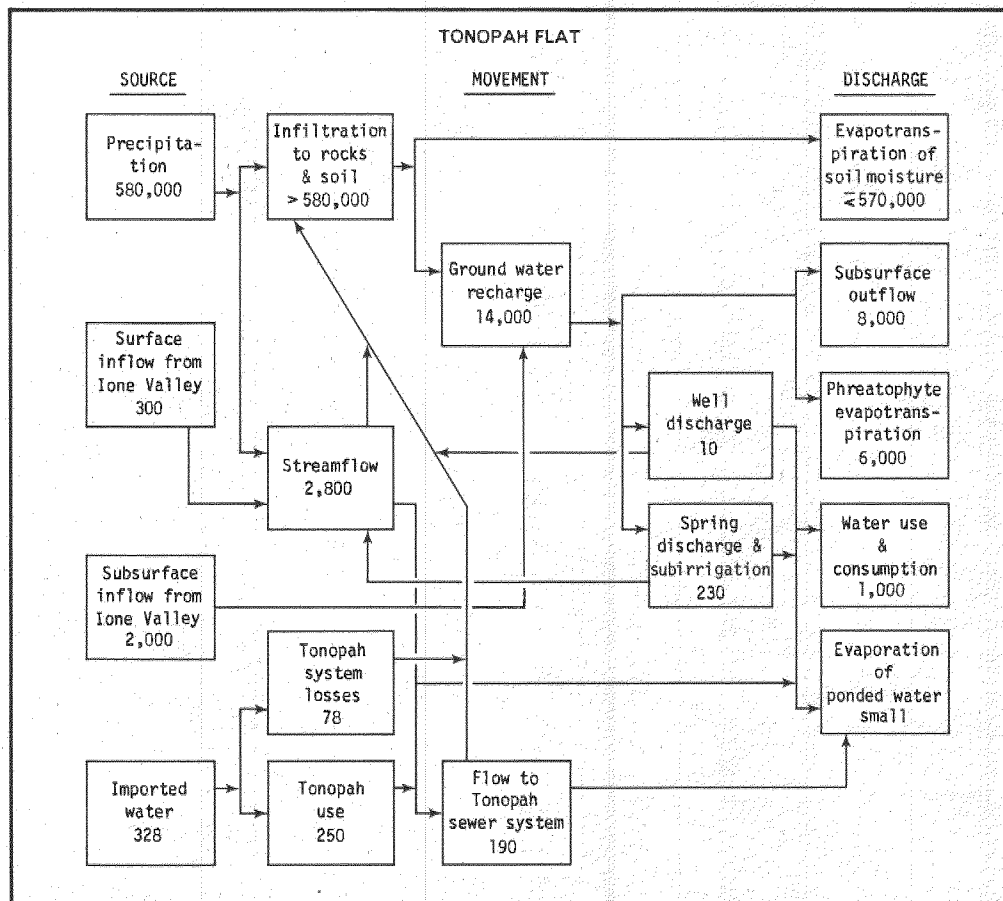 TONOPAH FLAT
SOURCE
MOVEMENT
DISCHARGE
Precipita-
tion
580,000
Infiltration
to rocks
& soil
> 580,000
Evapotrans-
piration of
soil moisture
⋜570,000
Ground water
recharge
14,000
Subsurface
outflow
8,000
Surface
inflow from
Ione Valley
300
Well
discharge
10
Phreatophyte
evapotrans-
piration
6,000
Streamflow
2,800
Spring
discharge &
subirrigation
230
Water use
&
consumption
1,000
Subsurface
inflow from
Ione Valley
2,000
Tonopah
system
losses
78
Evaporation
of
ponded water
small
Imported
water
328
Tonopah
use
250
Flow to
Tonopah
sewer system
190